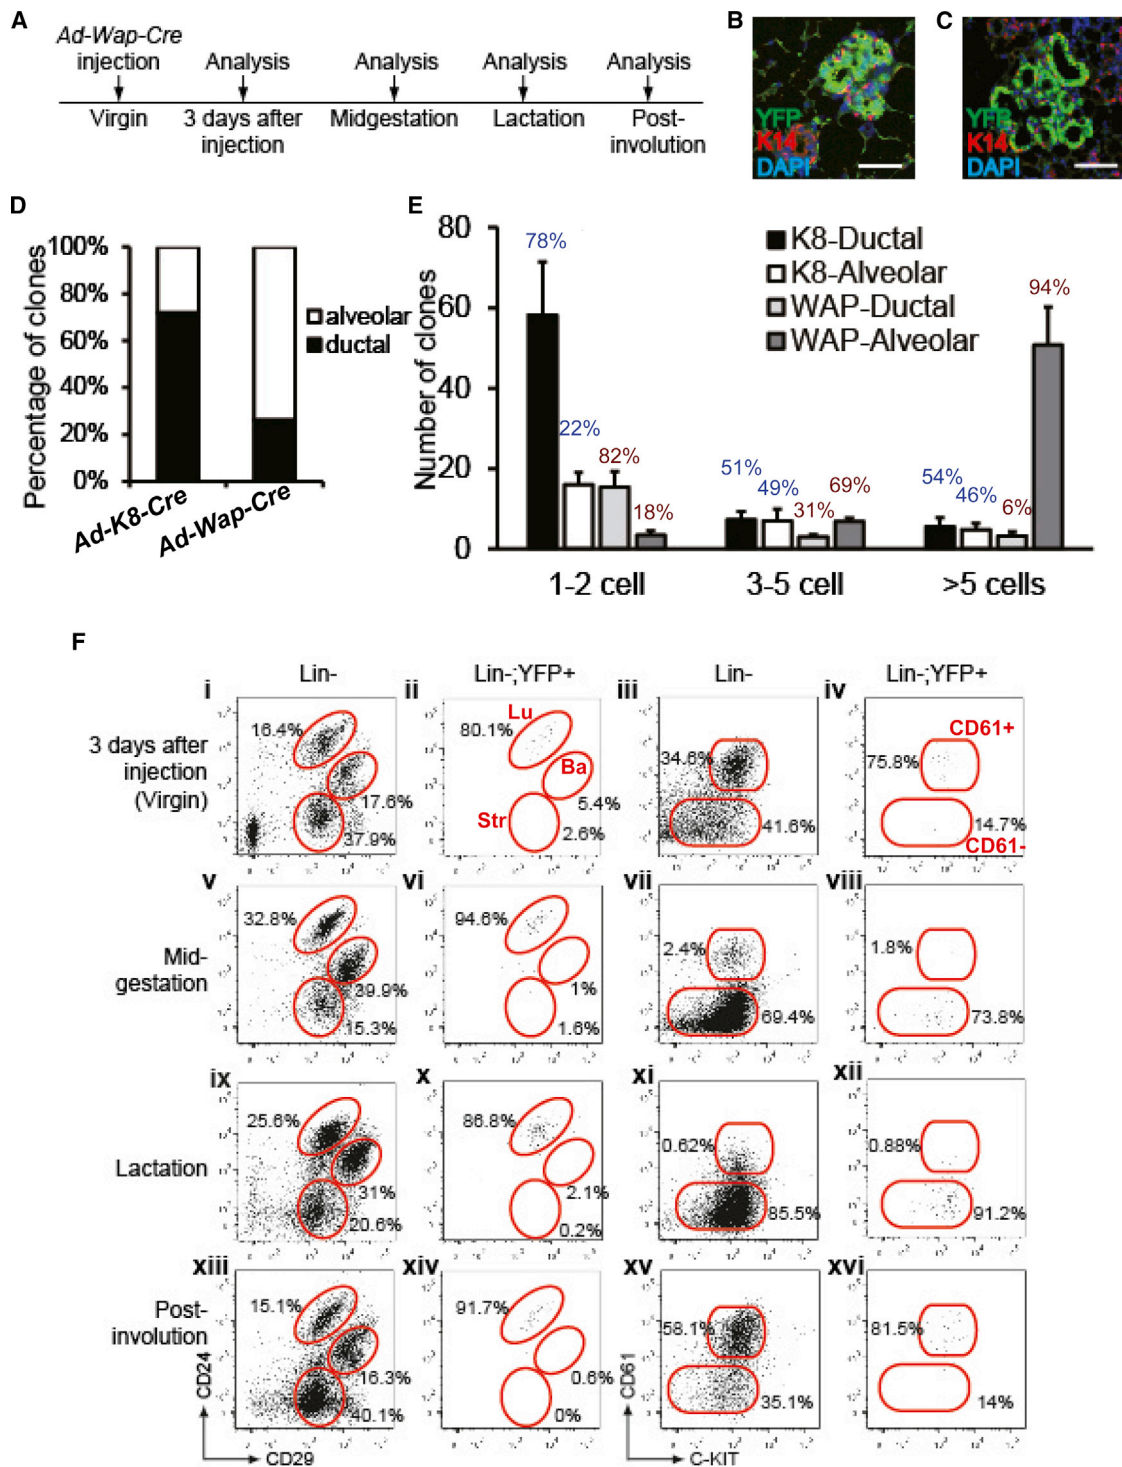 A
Ad-Wap-Cre
injection
Analysis
Analysis
Analysis
Analysis
Virgin
3 days after
injection
Midgestation
Lactation
Post-
involution
B
YFP
K14
DAPI
C
YFP
K14
DAPI
D
Percentage of clones
100%
80%
60%
40%
20%
0%
Ad-K8-Cre
Ad-Wap-Cre
alveolar
ductal
E
Number of clones
80
60
40
20
0
K8-Ductal
K8-Alveolar
WAP-Ductal
WAP-Alveolar
78%
22%
82%
18%
51%
49%
31%
69%
54%
46%
6%
94%
1-2 cell
3-5 cell
>5 cells
F
Lin-
Lin-;YFP+
Lin-
Lin-;YFP+
3 days after
injection
(Virgin)
i
16.4%
17.6%
37.9%
ii
Lu
80.1%
Ba
5.4%
Str
2.6%
iii
34.6%
41.6%
iv
CD61+
75.8%
14.7%
CD61-
Mid-
gestation
v
32.8%
39.9%
15.3%
vi
94.6%
1%
1.6%
vii
2.4%
69.4%
viii
1.8%
73.8%
Lactation
ix
25.6%
31%
20.6%
x
86.8%
2.1%
0.2%
xi
0.62%
85.5%
xii
0.88%
91.2%
Post-
involution
xiii
15.1%
16.3%
40.1%
xiv
91.7%
0.6%
0%
xv
58.1%
35.1%
xvi
81.5%
14%
CD24
CD29
CD61
C-KIT